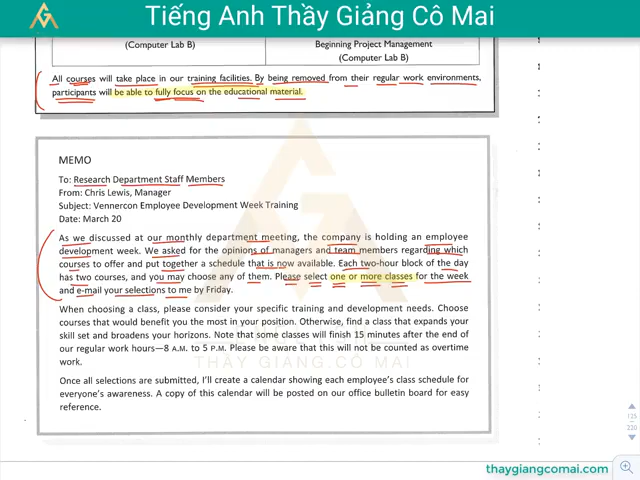 Tiếng Anh Thầy Giảng Cô Mai
(Computer Lab B)
Beginning Project Management
(Computer Lab B)
All courses will take place in our training facilities. By being removed from their regular work environments,
participants will be able to fully focus on the educational material.
MEMO
To: Research Department Staff Members
From: Chris Lewis, Manager
Subject: Vennercon Employee Development Week Training
Date: March 20
As we discussed at our monthly department meeting, the company is holding an employee
development week. We asked for the opinions of managers and team members regarding which
courses to offer and put together a schedule that is now available. Each two-hour block of the day
has two courses, and you may choose any of them. Please select one or more classes for the week
and e-mail your selections to me by Friday.
When choosing a class, please consider your specific training and development needs. Choose
courses that would benefit you the most in your position. Otherwise, find a class that expands your
skill set and broadens your horizons. Note that some classes will finish 15 minutes after the end of
our regular work hours—8 A.M. to 5 P.M. Please be aware that this will not be counted as overtime
work.
THẦY GIẢNG.CÔ MAI
Once all selections are submitted, I'll create a calendar showing each employee's class schedule for
everyone's awareness. A copy of this calendar will be posted on our office bulletin board for easy
reference.
125
220
thaygiangcomai.com